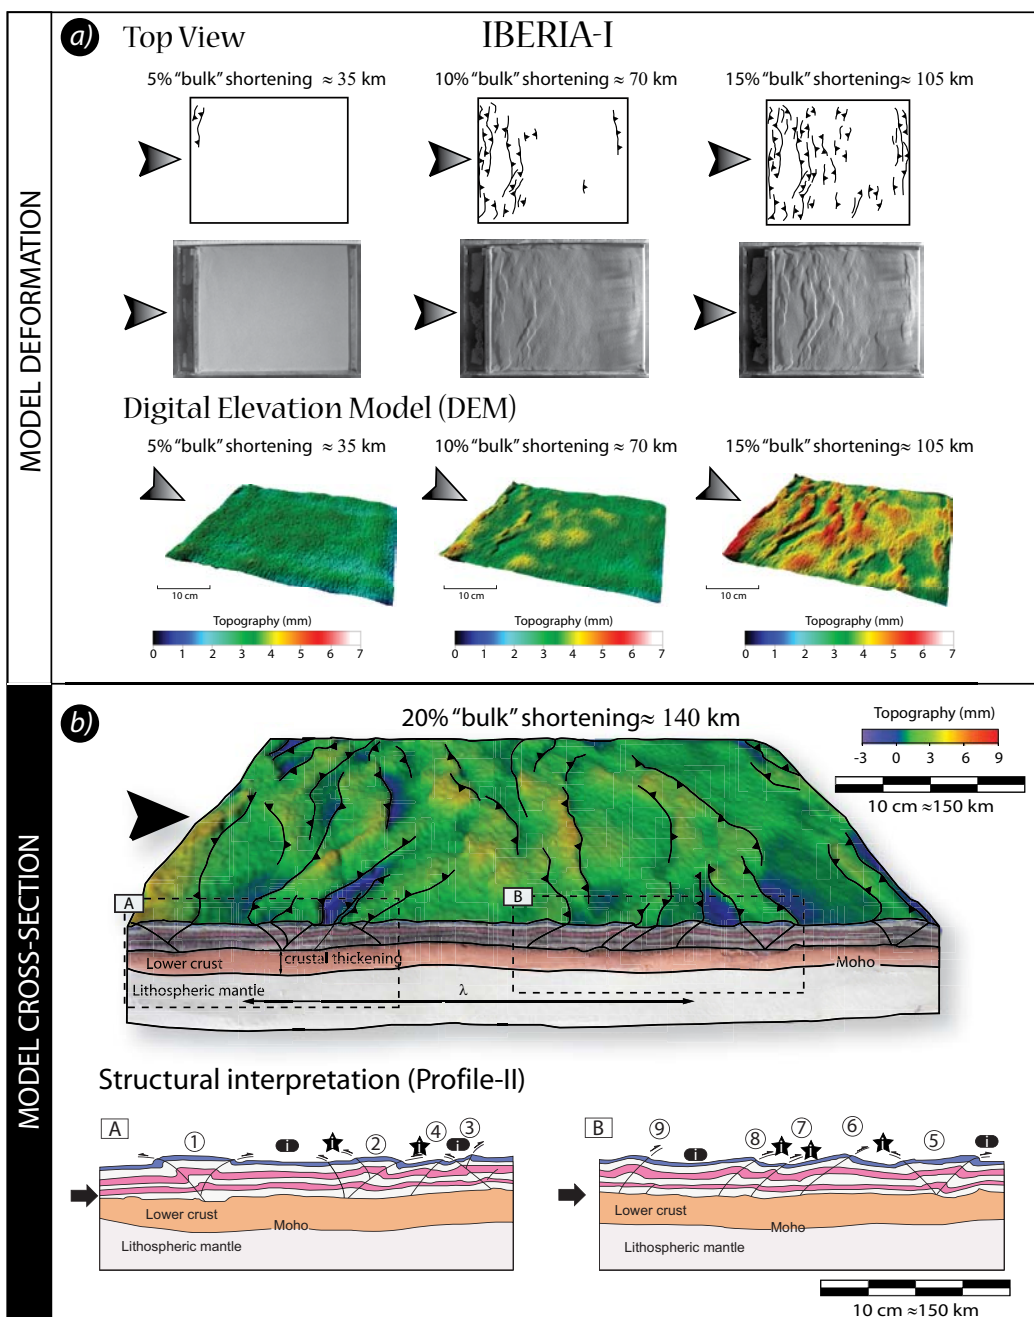 MODEL DEFORMATION
a) Top View
IBERIA-I
5% “bulk” shortening ≈ 35 km
10% “bulk” shortening ≈ 70 km
15% “bulk” shortening≈ 105 km
Digital Elevation Model (DEM)
5% “bulk” shortening ≈ 35 km
10% “bulk” shortening ≈ 70 km
15% “bulk” shortening≈ 105 km
10 cm
10 cm
10 cm
Topography (mm)
0 1 2 3 4 5 6 7
Topography (mm)
0 1 2 3 4 5 6 7
Topography (mm)
0 1 2 3 4 5 6 7
MODEL CROSS-SECTION
b)
20% “bulk” shortening≈ 140 km
Topography (mm)
-3 0 3 6 9
10 cm ≈150 km
A
B
Lower crust
crustal thickening
Moho
Lithospheric mantle
λ
Structural interpretation (Profile-II)
A
1
i
i
2
4
i
3
i
Lower crust
Moho
Lithospheric mantle
B
9
i
8
i
7
i
6
i
5
i
Lower crust
Moho
Lithospheric mantle
10 cm ≈150 km